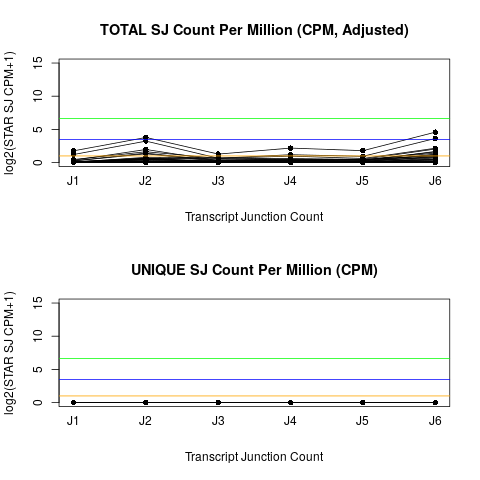 TOTAL SJ Count Per Million (CPM, Adjusted)
log2(STAR SJ CPM+1)
15
10
5
0
J1 J2 J3 J4 J5 J6
Transcript Junction Count
UNIQUE SJ Count Per Million (CPM)
log2(STAR SJ CPM+1)
15
10
5
0
J1 J2 J3 J4 J5 J6
Transcript Junction Count